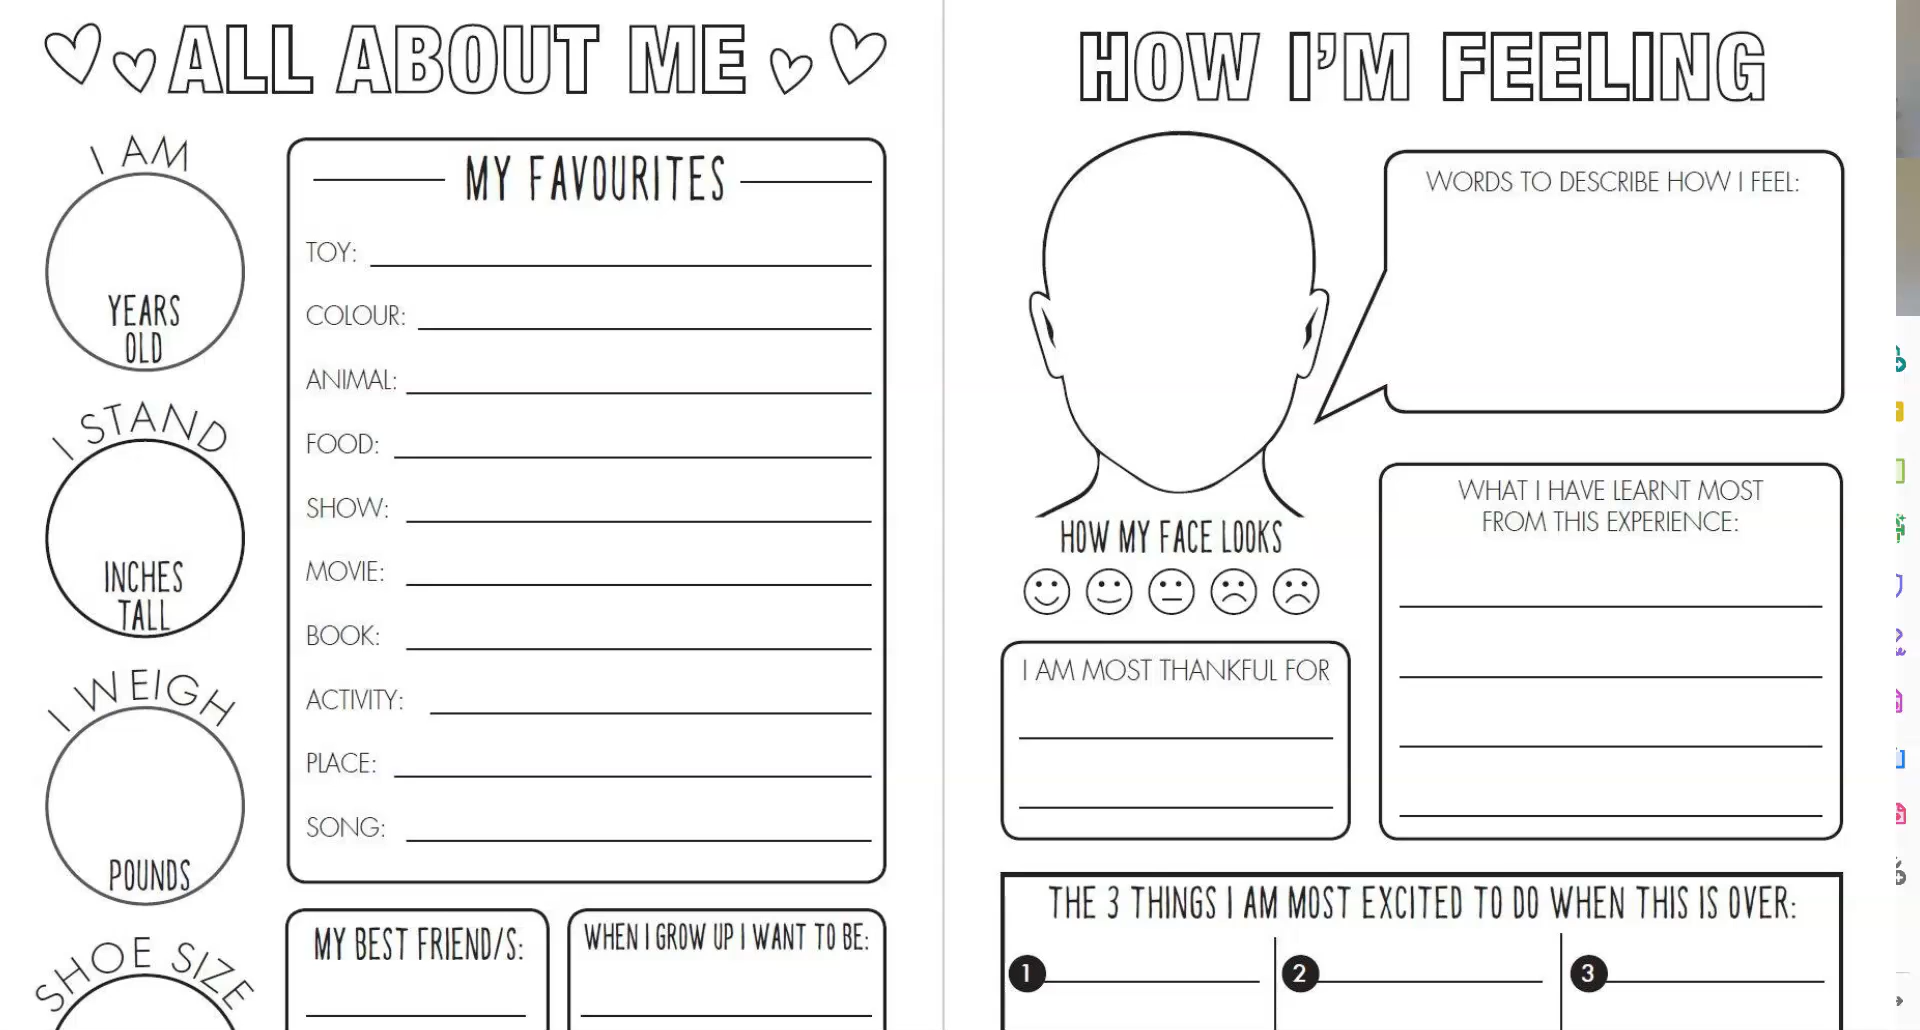 ALL ABOUT ME
I AM
YEARS
OLD
I STAND
INCHES
TALL
I WEIGH
POUNDS
SHOE SIZE
MY FAVOURITES
TOY:
COLOUR:
ANIMAL:
FOOD:
SHOW:
MOVIE:
BOOK:
ACTIVITY:
PLACE:
SONG:
MY BEST FRIEND/S:
WHEN I GROW UP I WANT TO BE:
HOW I'M FEELING
WORDS TO DESCRIBE HOW I FEEL:
HOW MY FACE LOOKS
WHAT I HAVE LEARNT MOST
FROM THIS EXPERIENCE:
I AM MOST THANKFUL FOR
THE 3 THINGS I AM MOST EXCITED TO DO WHEN THIS IS OVER:
1 2 3